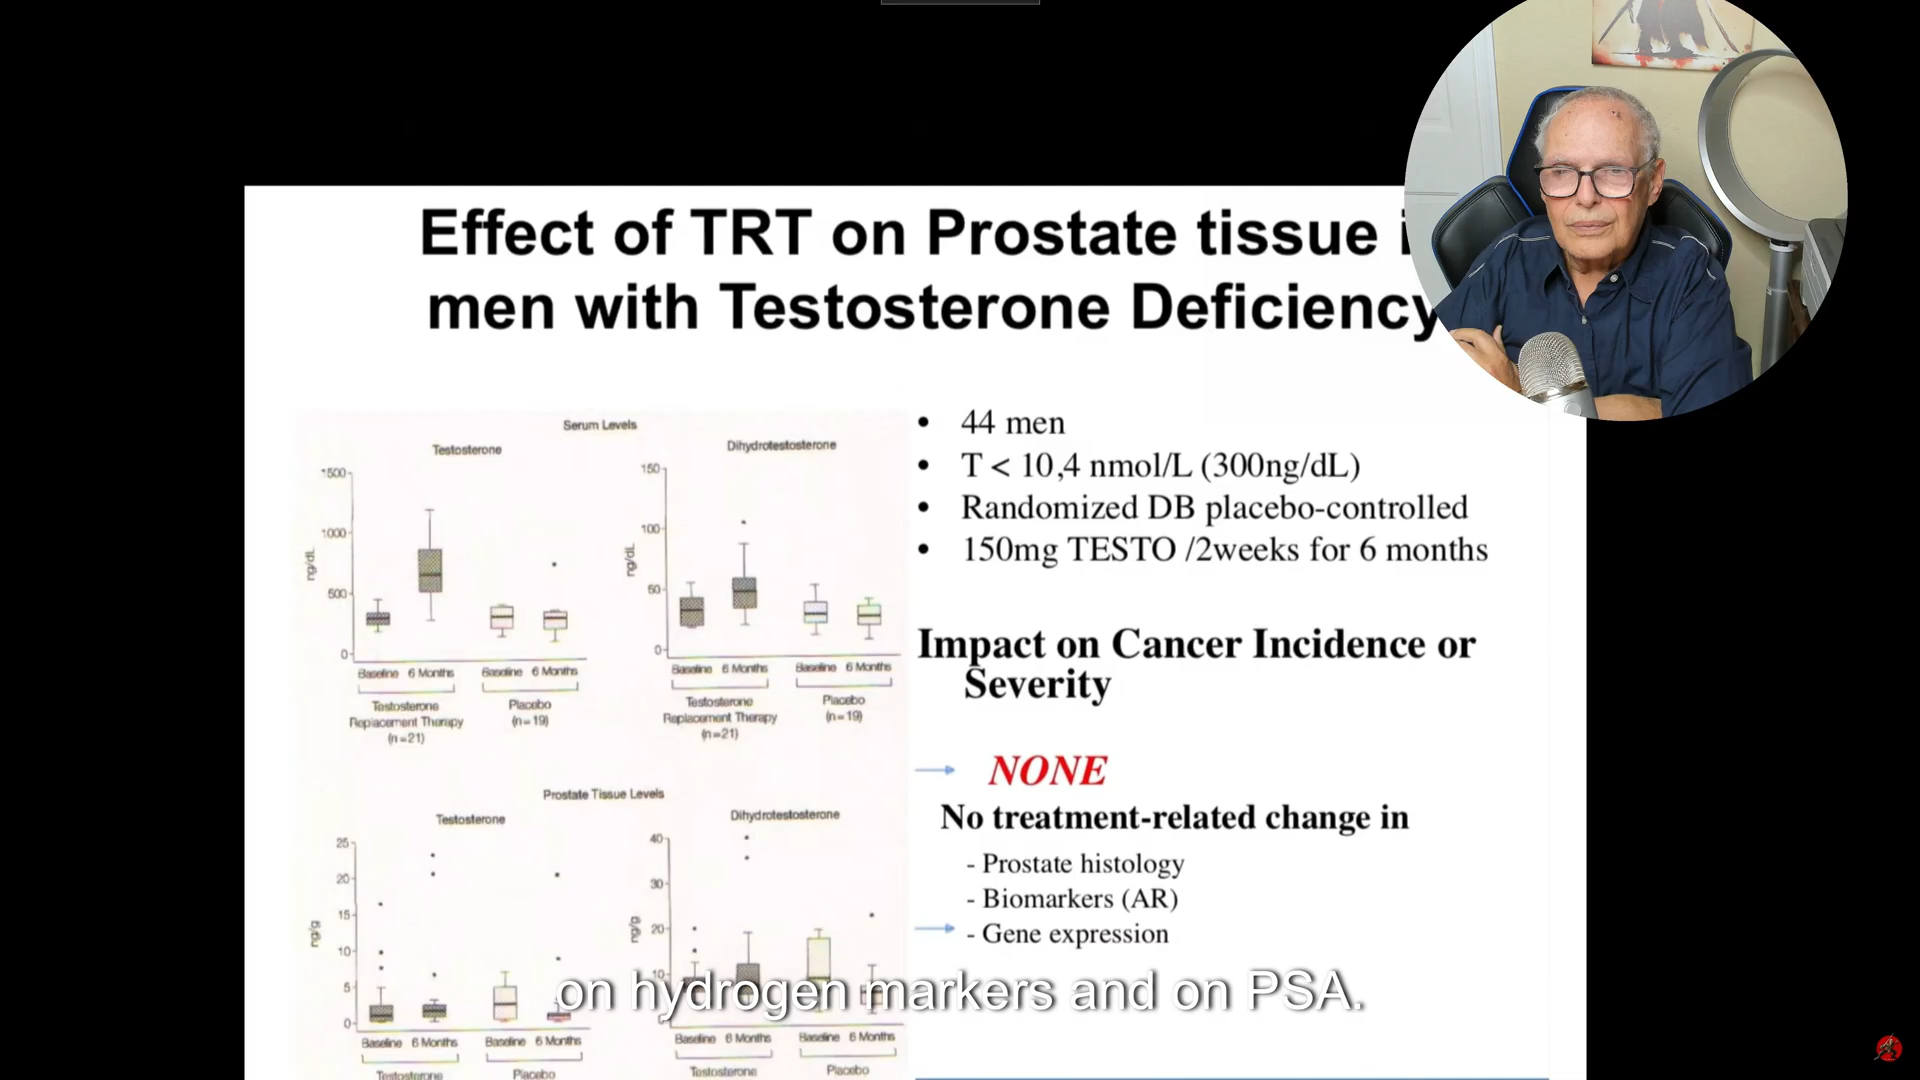 Effect of TRT on Prostate tissue i
men with Testosterone Deficiency
Serum Levels
Testosterone
Dihydrotestosterone
1500
1000
500
0
ng/dL
Baseline 6 Months Baseline 6 Months
Testosterone
Replacement Therapy
(n=21)
Placebo
(n=19)
150
100
50
0
ng/dL
Baseline 6 Months Baseline 6 Months
Testosterone
Replacement Therapy
(n=21)
Placebo
(n=19)
Prostate Tissue Levels
Testosterone
Dihydrotestosterone
25
20
15
10
5
0
ng/g
Baseline 6 Months Baseline 6 Months
Testosterone
Placebo
40
30
20
10
ng/g
Baseline 6 Months Baseline 6 Months
Testosterone
Placebo
• 44 men
• T < 10,4 nmol/L (300ng/dL)
• Randomized DB placebo-controlled
• 150mg TESTO /2weeks for 6 months
Impact on Cancer Incidence or
Severity
NONE
No treatment-related change in
- Prostate histology
- Biomarkers (AR)
- Gene expression
on hydrogen markers and on PSA.